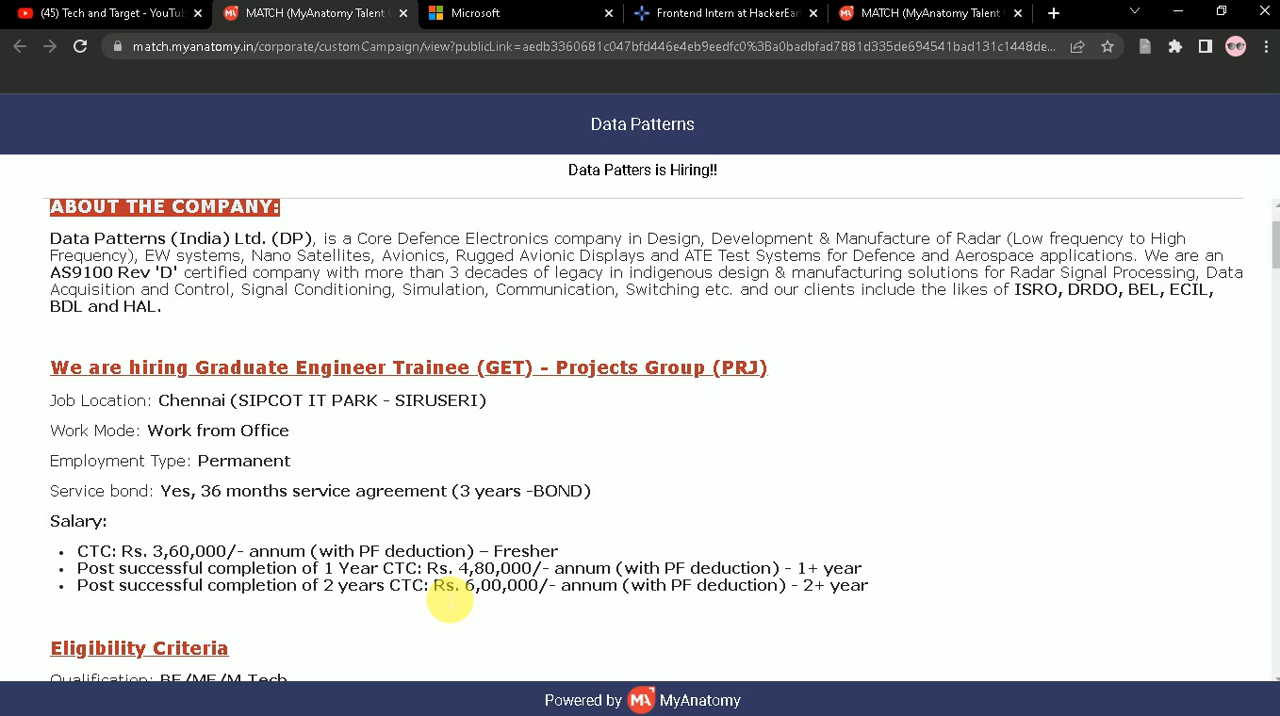 (45) Tech and Target - YouTu
MATCH (MyAnatomy Talent
Microsoft
Frontend Intern at HackerEar
MATCH (MyAnatomy Talent
match.myanatomy.in/corporate/customCampaign/view?publicLink=aedb3360681c047bfd446e4eb9eedfc0%3Ba0badbfad7881d335de694541bad131c1448de...
Data Patterns
Data Patters is Hiring!!
ABOUT THE COMPANY:
Data Patterns (India) Ltd. (DP), is a Core Defence Electronics company in Design, Development & Manufacture of Radar (Low frequency to High
Frequency), EW systems, Nano Satellites, Avionics, Rugged Avionic Displays and ATE Test Systems for Defence and Aerospace applications. We are an
AS9100 Rev 'D' certified company with more than 3 decades of legacy in indigenous design & manufacturing solutions for Radar Signal Processing, Data
Acquisition and Control, Signal Conditioning, Simulation, Communication, Switching etc. and our clients include the likes of ISRO, DRDO, BEL, ECIL,
BDL and HAL.
We are hiring Graduate Engineer Trainee (GET) - Projects Group (PRJ)
Job Location: Chennai (SIPCOT IT PARK - SIRUSERI)
Work Mode: Work from Office
Employment Type: Permanent
Service bond: Yes, 36 months service agreement (3 years -BOND)
Salary:
• CTC: Rs. 3,60,000/- annum (with PF deduction) – Fresher
• Post successful completion of 1 Year CTC: Rs. 4,80,000/- annum (with PF deduction) - 1+ year
• Post successful completion of 2 years CTC: Rs. 6,00,000/- annum (with PF deduction) - 2+ year
Eligibility Criteria
Qualification: BE/ME/M.Tech
Powered by MA MyAnatomy